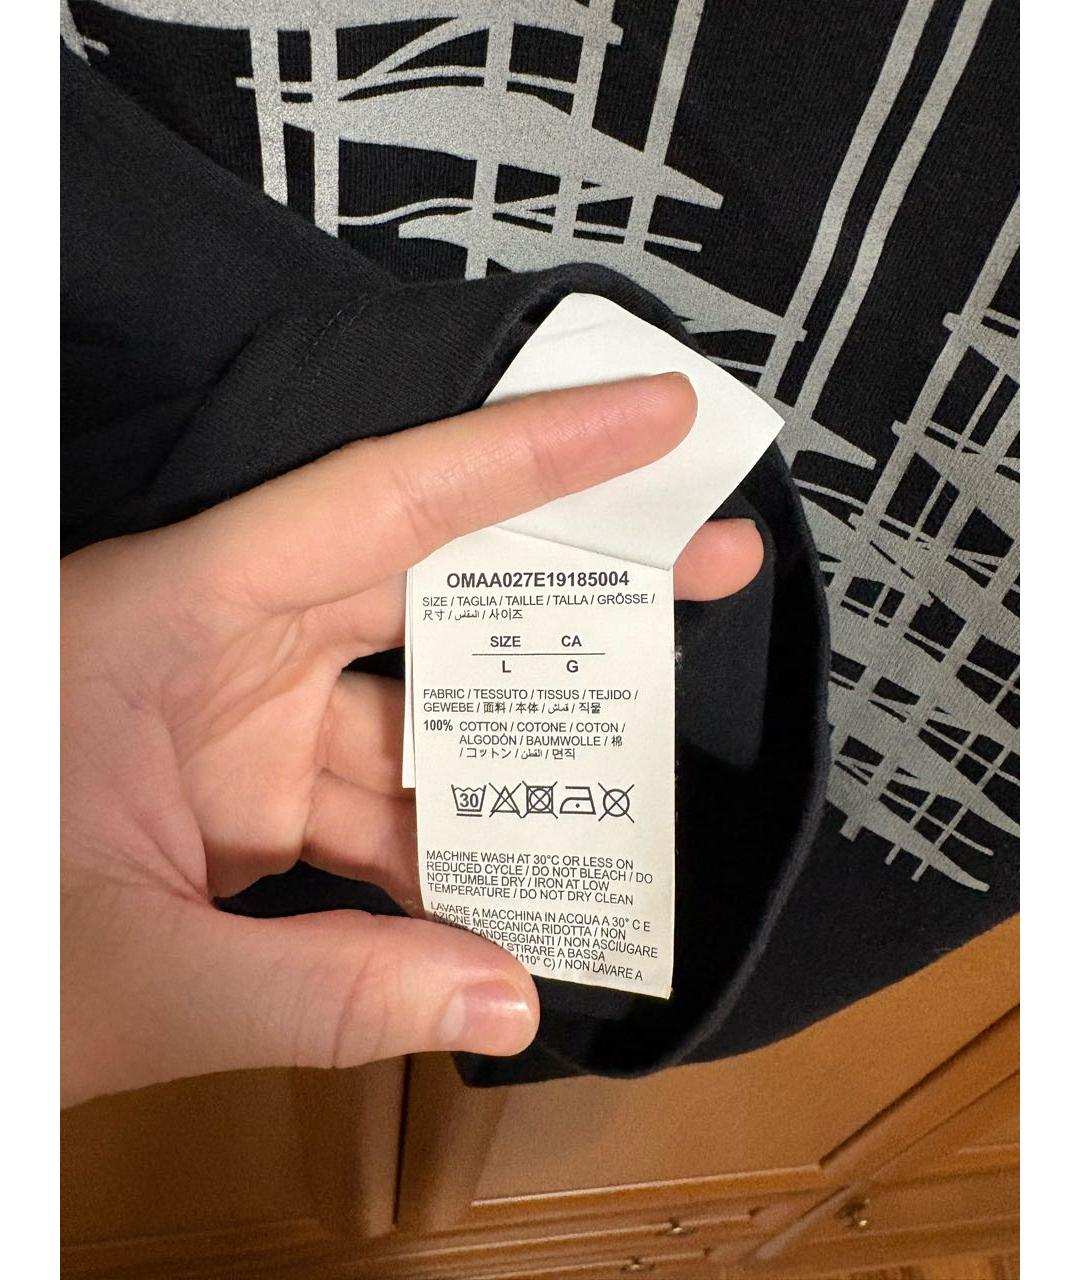 OMAA027E19185004
SIZE / TAGLIA / TAILLE / TALLA / GRÖSSE /
尺寸 / المقاس / 사이즈
SIZE CA
L G
FABRIC / TESSUTO / TISSUS / TEJIDO /
GEWEBE / 面料 / 本体 / قماش / 직물
100% COTTON / COTONE / COTON /
ALGODÓN / BAUMWOLLE / 棉
/ コットン / القطن / 면직
30
MACHINE WASH AT 30°C OR LESS ON
REDUCED CYCLE / DO NOT BLEACH / DO
NOT TUMBLE DRY / IRON AT LOW
TEMPERATURE / DO NOT DRY CLEAN
LAVARE A MACCHINA IN ACQUA A 30° C E
AZIONE MECCANICA RIDOTTA / NON
CANDEGGIANTI / NON ASCIUGARE
/ STIRARE A BASSA
(110° C) / NON LAVARE A